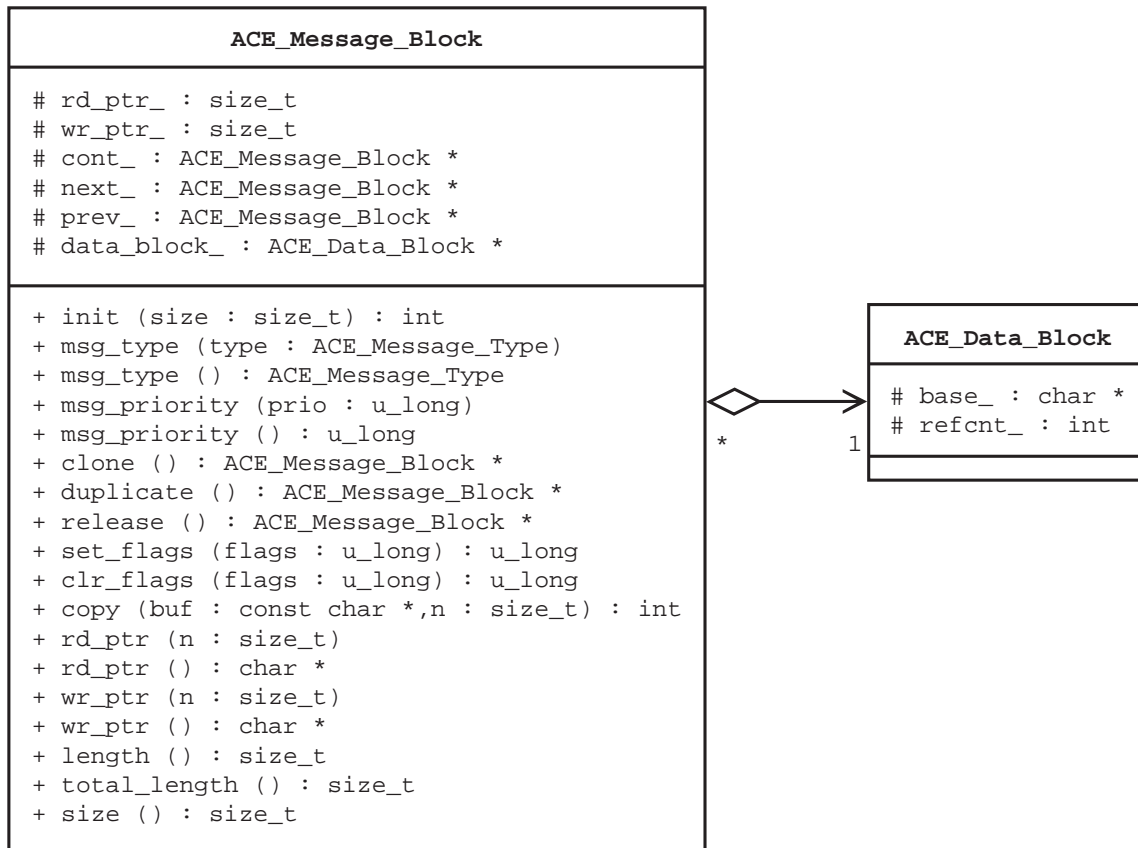 ACE_Message_Block
# rd_ptr_ : size_t
# wr_ptr_ : size_t
# cont_ : ACE_Message_Block *
# next_ : ACE_Message_Block *
# prev_ : ACE_Message_Block *
# data_block_ : ACE_Data_Block *
+ init (size : size_t) : int
+ msg_type (type : ACE_Message_Type)
+ msg_type () : ACE_Message_Type
+ msg_priority (prio : u_long)
+ msg_priority () : u_long
+ clone () : ACE_Message_Block *
+ duplicate () : ACE_Message_Block *
+ release () : ACE_Message_Block *
+ set_flags (flags : u_long) : u_long
+ clr_flags (flags : u_long) : u_long
+ copy (buf : const char *,n : size_t) : int
+ rd_ptr (n : size_t)
+ rd_ptr () : char *
+ wr_ptr (n : size_t)
+ wr_ptr () : char *
+ length () : size_t
+ total_length () : size_t
+ size () : size_t
* 1
ACE_Data_Block
# base_ : char *
# refcnt_ : int